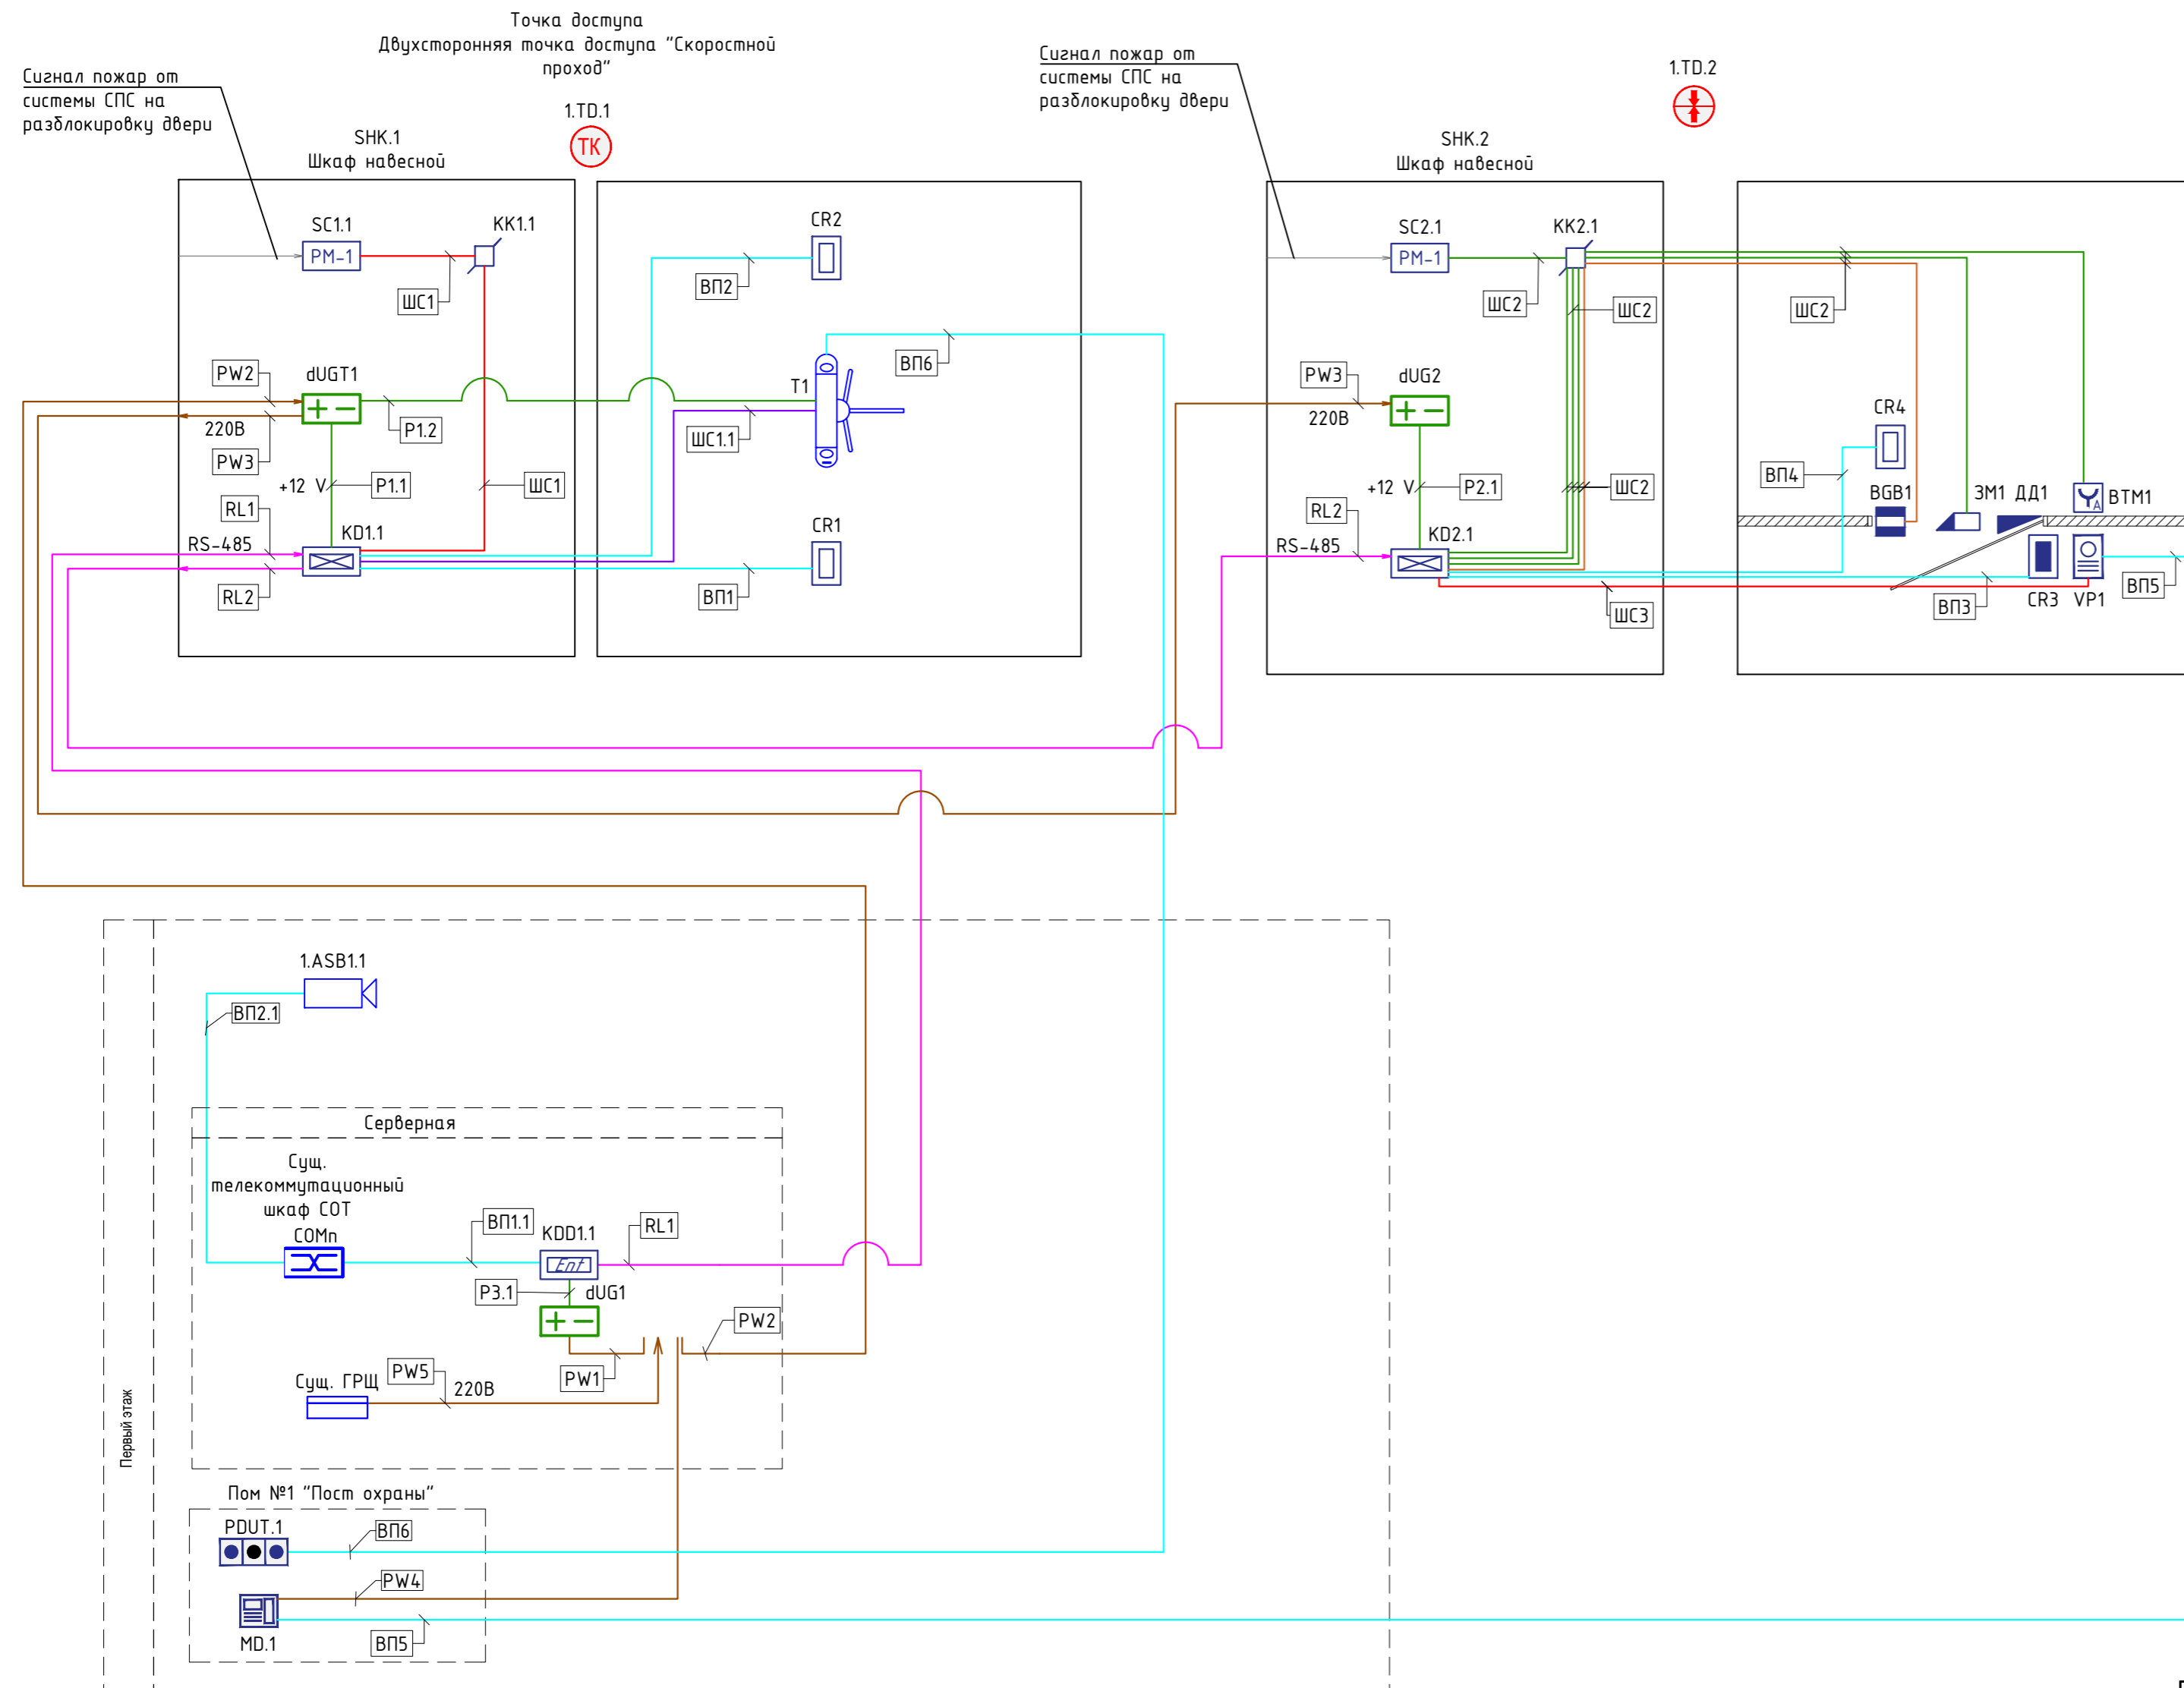 Точка доступа
Двухсторонняя точка доступа "Скоростной
проход"
Сигнал пожар от
системы СПС на
разблокировку двери
1.TD.1
ТК
SHK.1
Шкаф навесной
SC1.1
РМ-1
KK1.1
ШС1
PW2
dUGT1
220В
PW3
P1.2
+12 V
P1.1
ШС1
RL1
RS-485
KD1.1
RL2
CR2
ВП2
T1
ВП6
ШС1.1
CR1
ВП1
Сигнал пожар от
системы СПС на
разблокировку двери
1.TD.2
SHK.2
Шкаф навесной
SC2.1
РМ-1
KK2.1
ШС2
ШС2
PW3
dUG2
220В
+12 V
P2.1
ШС2
RL2
RS-485
KD2.1
ШС3
ШС2
CR4
ВП4
BGB1
ЗМ1
ДД1
BTM1
ВП5
ВП3
CR3
VP1
Первый этаж
1.ASB1.1
ВП2.1
Серверная
Сущ.
телекоммутационный
шкаф СОТ
COMn
ВП1.1
KDD1.1
Ent
RL1
P3.1
dUG1
PW2
PW1
PW5
Сущ. ГРЩ
220В
Пом №1 "Пост охраны"
PDUT.1
ВП6
PW4
MD.1
ВП5